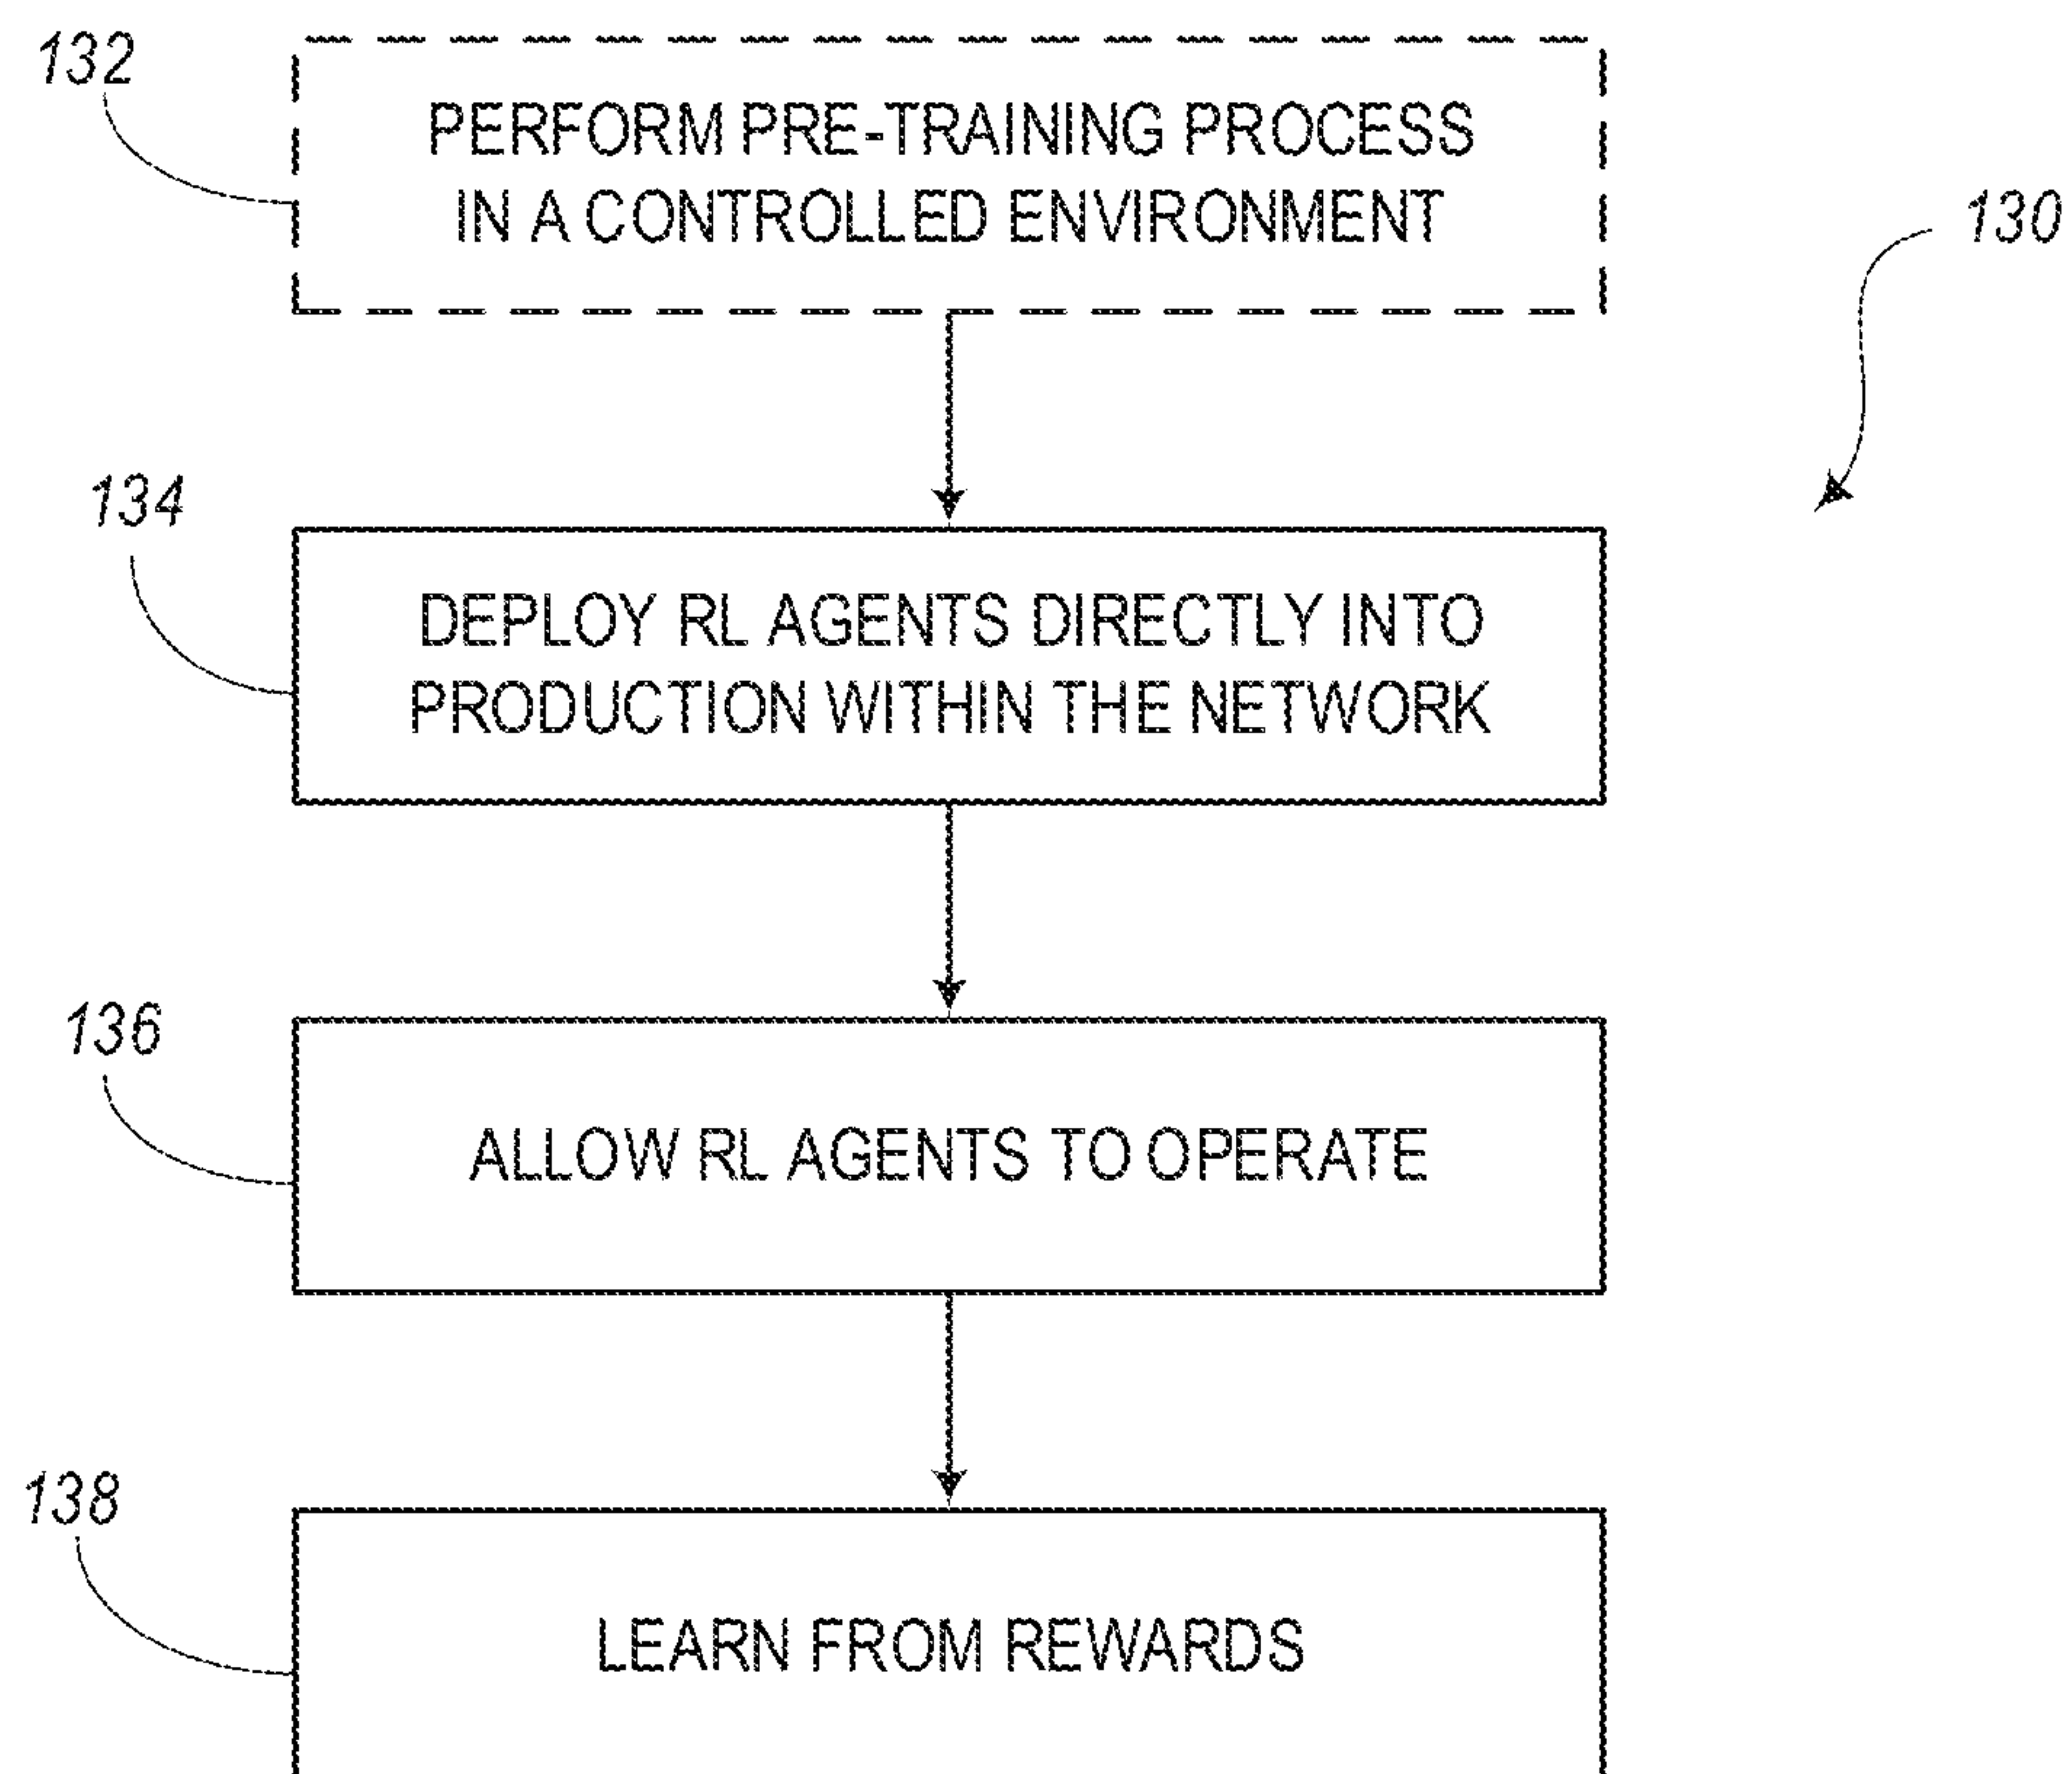 132
PERFORM PRE-TRAINING PROCESS
IN A CONTROLLED ENVIRONMENT
130
134
DEPLOY RL AGENTS DIRECTLY INTO
PRODUCTION WITHIN THE NETWORK
136
ALLOW RL AGENTS TO OPERATE
138
LEARN FROM REWARDS